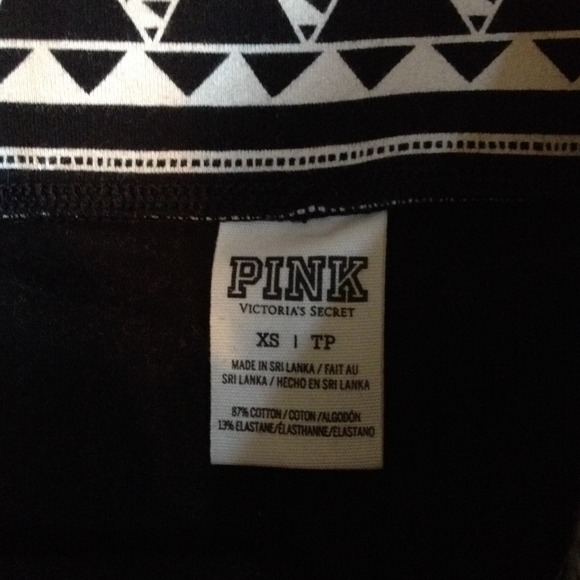 PINK
VICTORIA'S SECRET
XS | TP
MADE IN SRI LANKA / FAIT AU
SRI LANKA / HECHO EN SRI LANKA
87% COTTON / COTON /ALGODÓN
13% ELASTANE/ÉLASTHANNE/ELASTANO